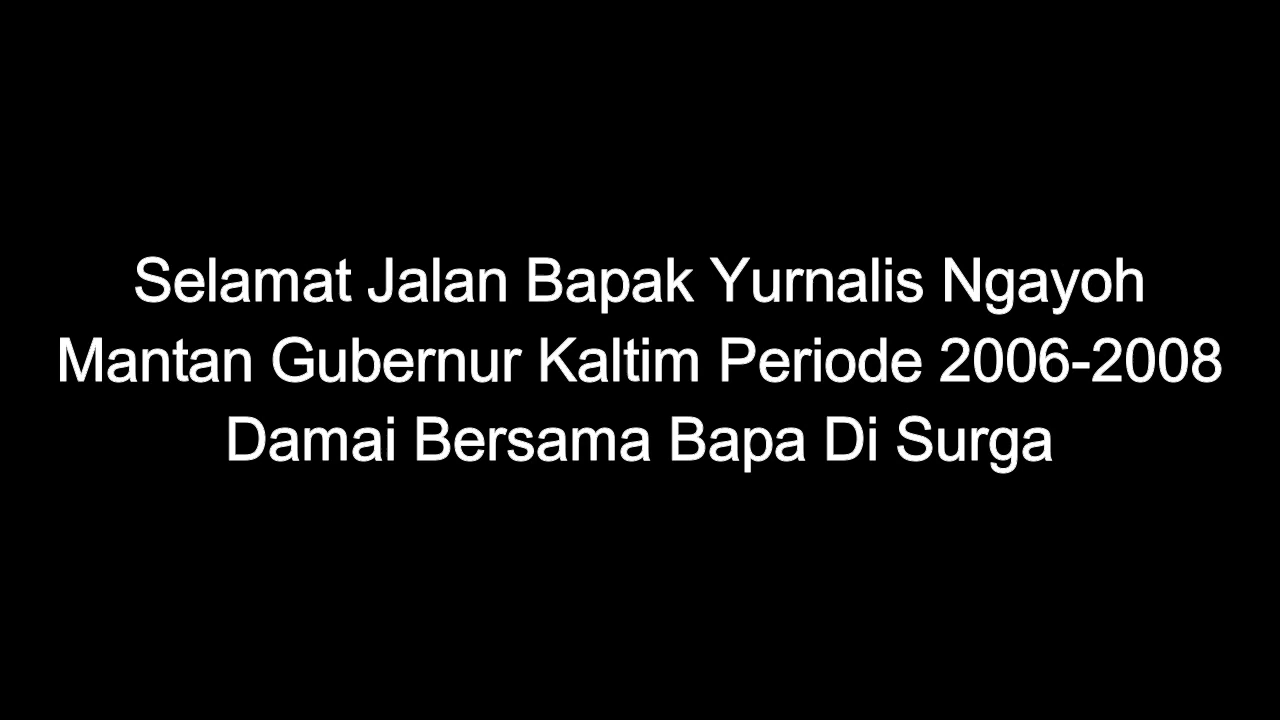 Selamat Jalan Bapak Yurnalis Ngayoh
Mantan Gubernur Kaltim Periode 2006-2008
Damai Bersama Bapa Di Surga